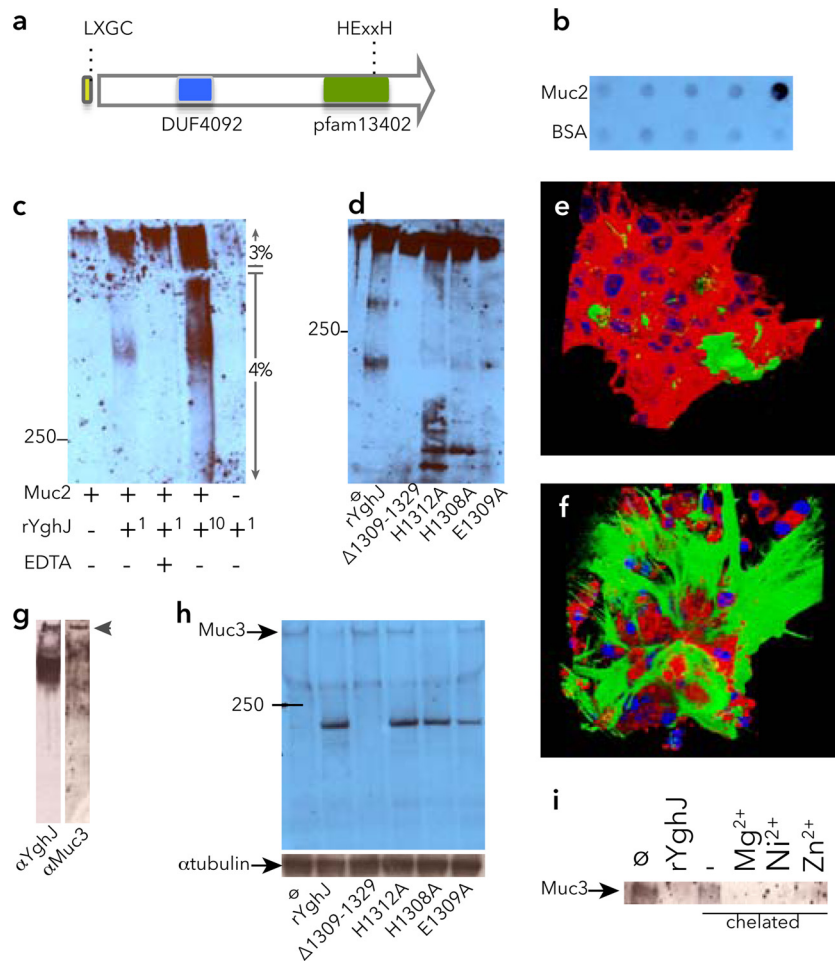 a
LXGC
HExxH
DUF4092
pfam13402
b
Muc2
BSA
c
3%
4%
250
Muc2 + + + + -
rYghJ - +1 +1 +10 +1
EDTA - - + - -
d
250
ø
rYghJ
Δ1309-1329
H1312A
H1308A
E1309A
e
f
g
αYghJ
αMuc3
h
Muc3
250
αtubulin
ø
rYghJ
Δ1309-1329
H1312A
H1308A
E1309A
i
ø
rYghJ
-
Mg2+
Ni2+
Zn2+
Muc3
chelated